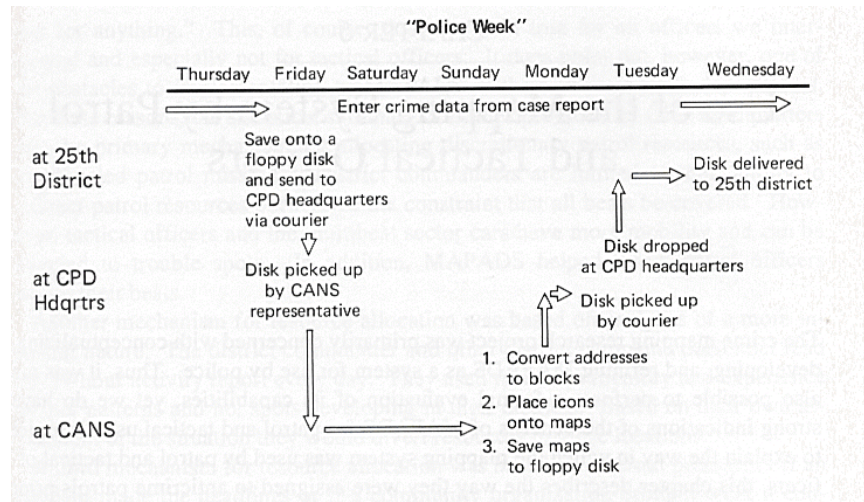 "Police Week"
Thursday Friday Saturday Sunday Monday Tuesday Wednesday
Enter crime data from case report
at 25th
District
Save onto a
floppy disk
and send to
CPD headquarters
via courier
Disk delivered
to 25th district
at CPD
Hdqrtrs
Disk picked up
by CANS
representative
Disk dropped
at CPD headquarters
Disk picked up
by courier
at CANS
1. Convert addresses
to blocks
2. Place icons
onto maps
3. Save maps
to floppy disk